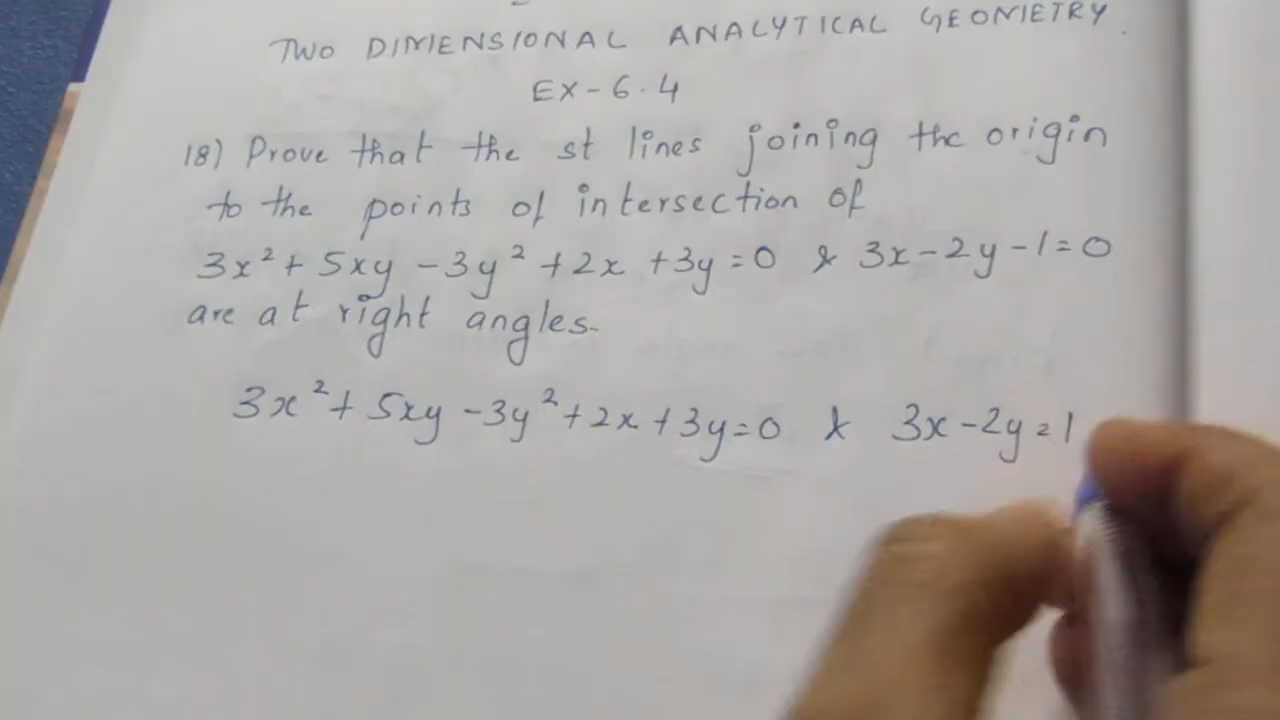 TWO DIMENSIONAL ANALYTICAL GEOMETRY.
EX-6.4
18) Prove that the st lines joining the origin
to the points of intersection of
3x²+5xy-3y²+2x+3y=0 & 3x-2y-1=0
are at right angles.
3x²+5xy-3y²+2x+3y=0 & 3x-2y=1